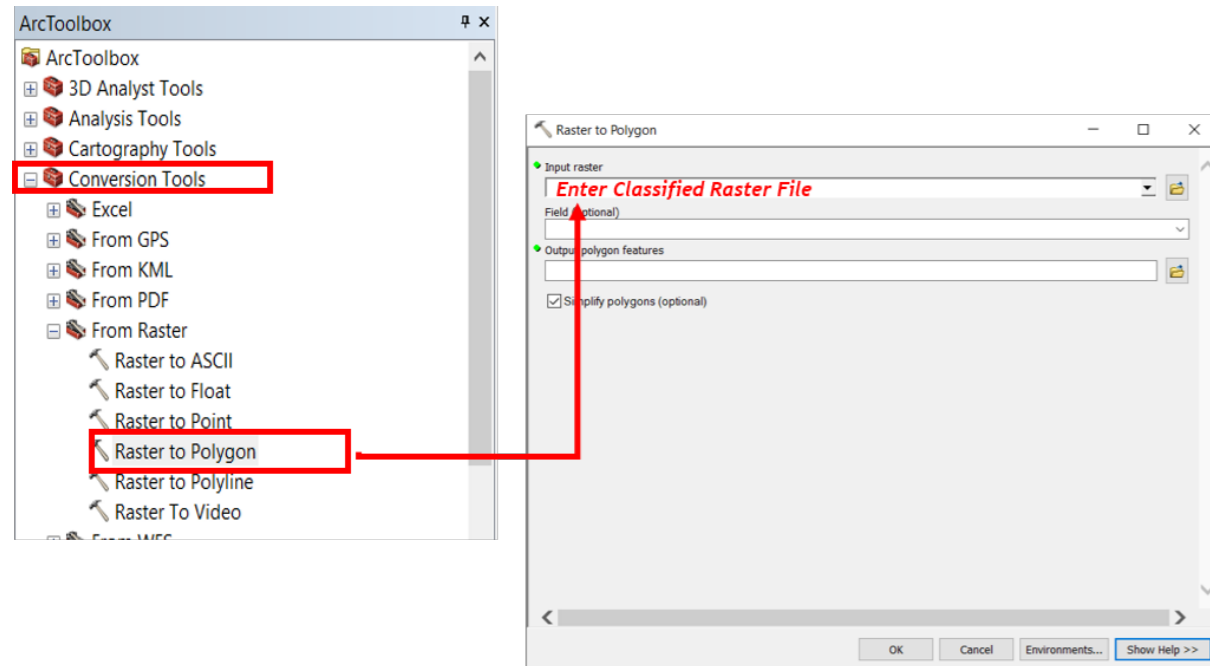 ArcToolbox
ArcToolbox
3D Analyst Tools
Analysis Tools
Cartography Tools
Conversion Tools
Excel
From GPS
From KML
From PDF
From Raster
Raster to ASCII
Raster to Float
Raster to Point
Raster to Polygon
Raster to Polyline
Raster To Video
From WFS
Raster to Polygon
Input raster
Enter Classified Raster File
Field (optional)
Output polygon features
Simplify polygons (optional)
OK Cancel Environments... Show Help >>